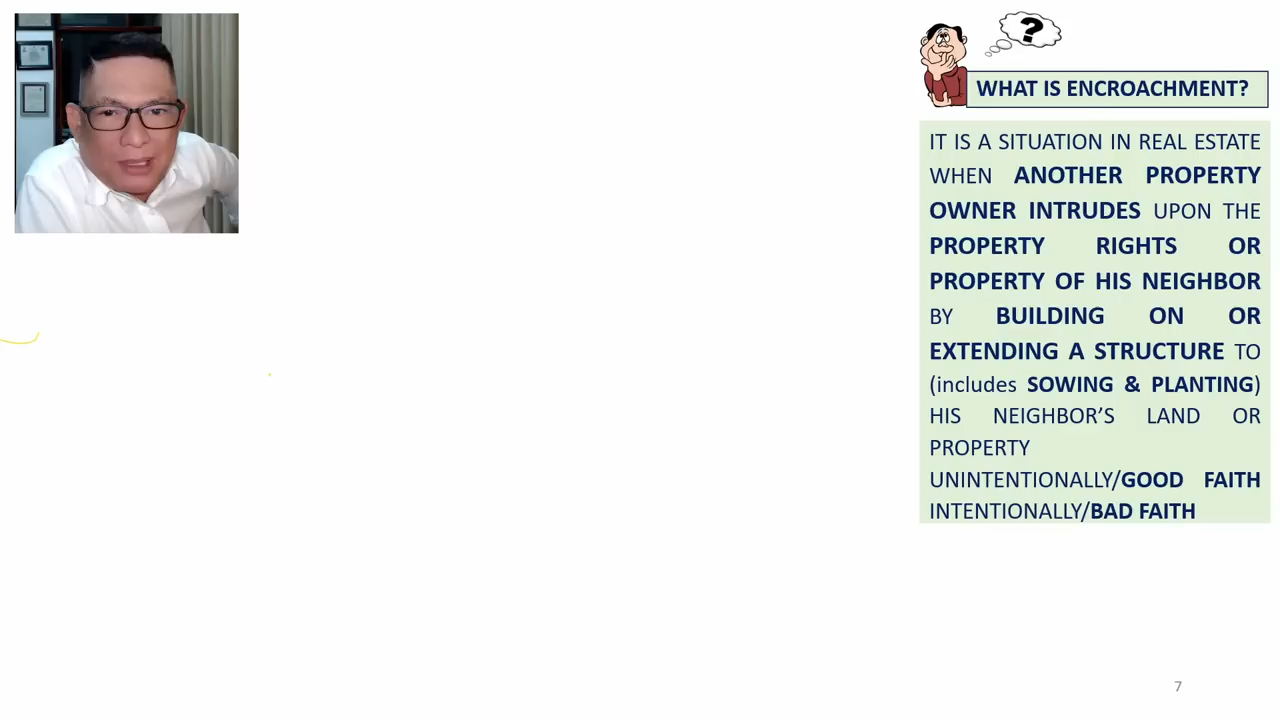 ?
WHAT IS ENCROACHMENT?
IT IS A SITUATION IN REAL ESTATE
WHEN ANOTHER PROPERTY
OWNER INTRUDES UPON THE
PROPERTY RIGHTS OR
PROPERTY OF HIS NEIGHBOR
BY BUILDING ON OR
EXTENDING A STRUCTURE TO
(includes SOWING & PLANTING)
HIS NEIGHBOR’S LAND OR
PROPERTY
UNINTENTIONALLY/GOOD FAITH
INTENTIONALLY/BAD FAITH
7